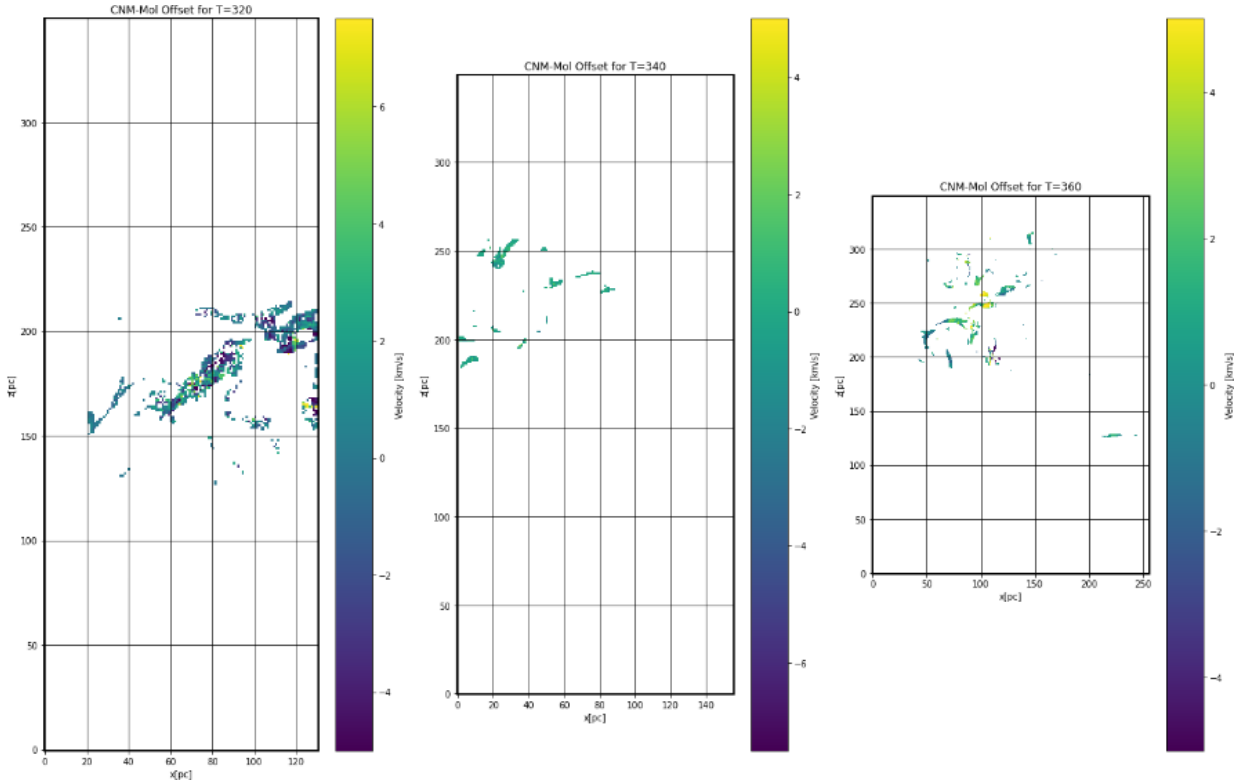 CNM-Mol Offset for T=320
300
250
200
150
100
50
0
0 20 40 60 80 100 120
x[pc]
z[pc]
6
4
2
0
−2
−4
Velocity [km/s]
CNM-Mol Offset for T=340
300
250
200
150
100
50
0
0 20 40 60 80 100 120 140
x[pc]
z[pc]
4
2
0
−2
−4
−6
Velocity [km/s]
CNM-Mol Offset for T=360
300
250
200
150
100
50
0
0 50 100 150 200 250
x[pc]
z[pc]
4
2
0
−2
−4
Velocity [km/s]